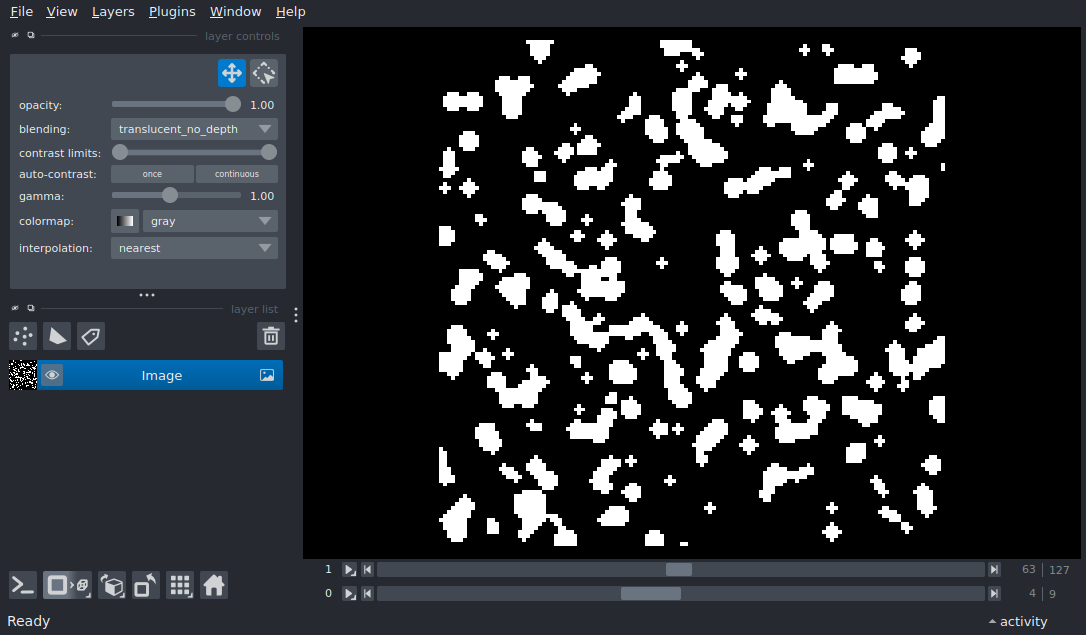 File View Layers Plugins Window Help
layer controls
opacity: 1.00
blending: translucent_no_depth
contrast limits:
auto-contrast: once continuous
gamma: 1.00
colormap: gray
interpolation: nearest
layer list
Image
1 63 127
0 4 9
Ready activity